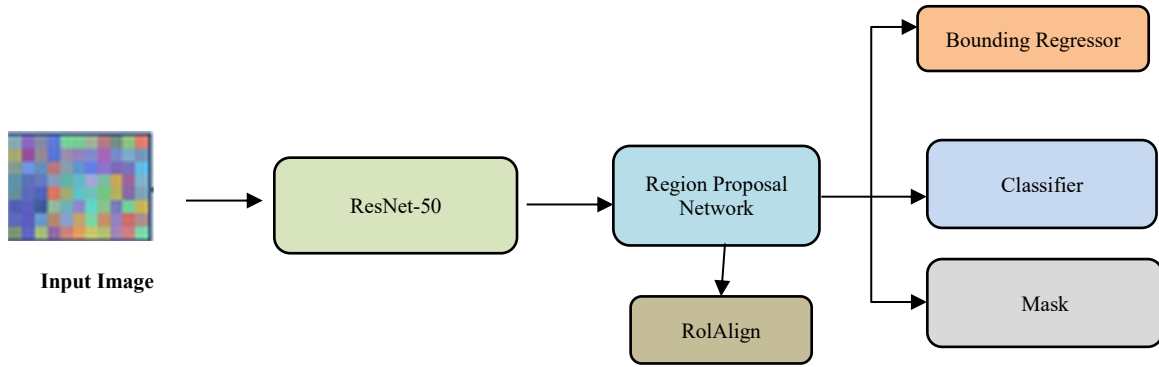 Bounding Regressor
Input Image
ResNet-50
Region Proposal
Network
RolAlign
Classifier
Mask